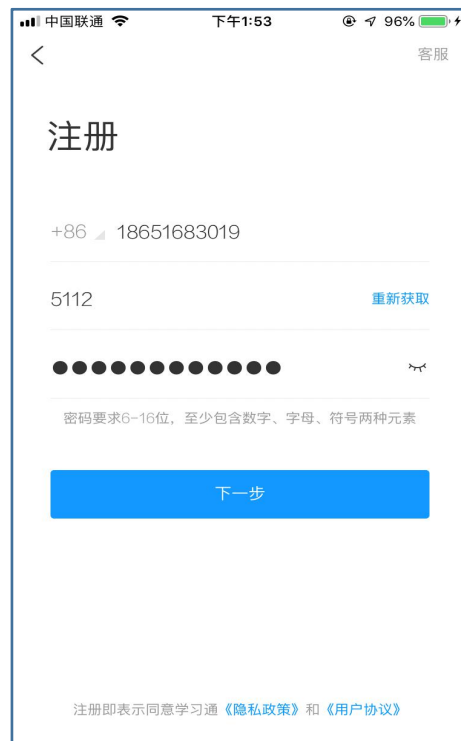 中国联通 下午1:53 96%
客服
注册
+86 18651683019
5112 重新获取
密码要求6-16位，至少包含数字、字母、符号两种元素
下一步
注册即表示同意学习通《隐私政策》和《用户协议》